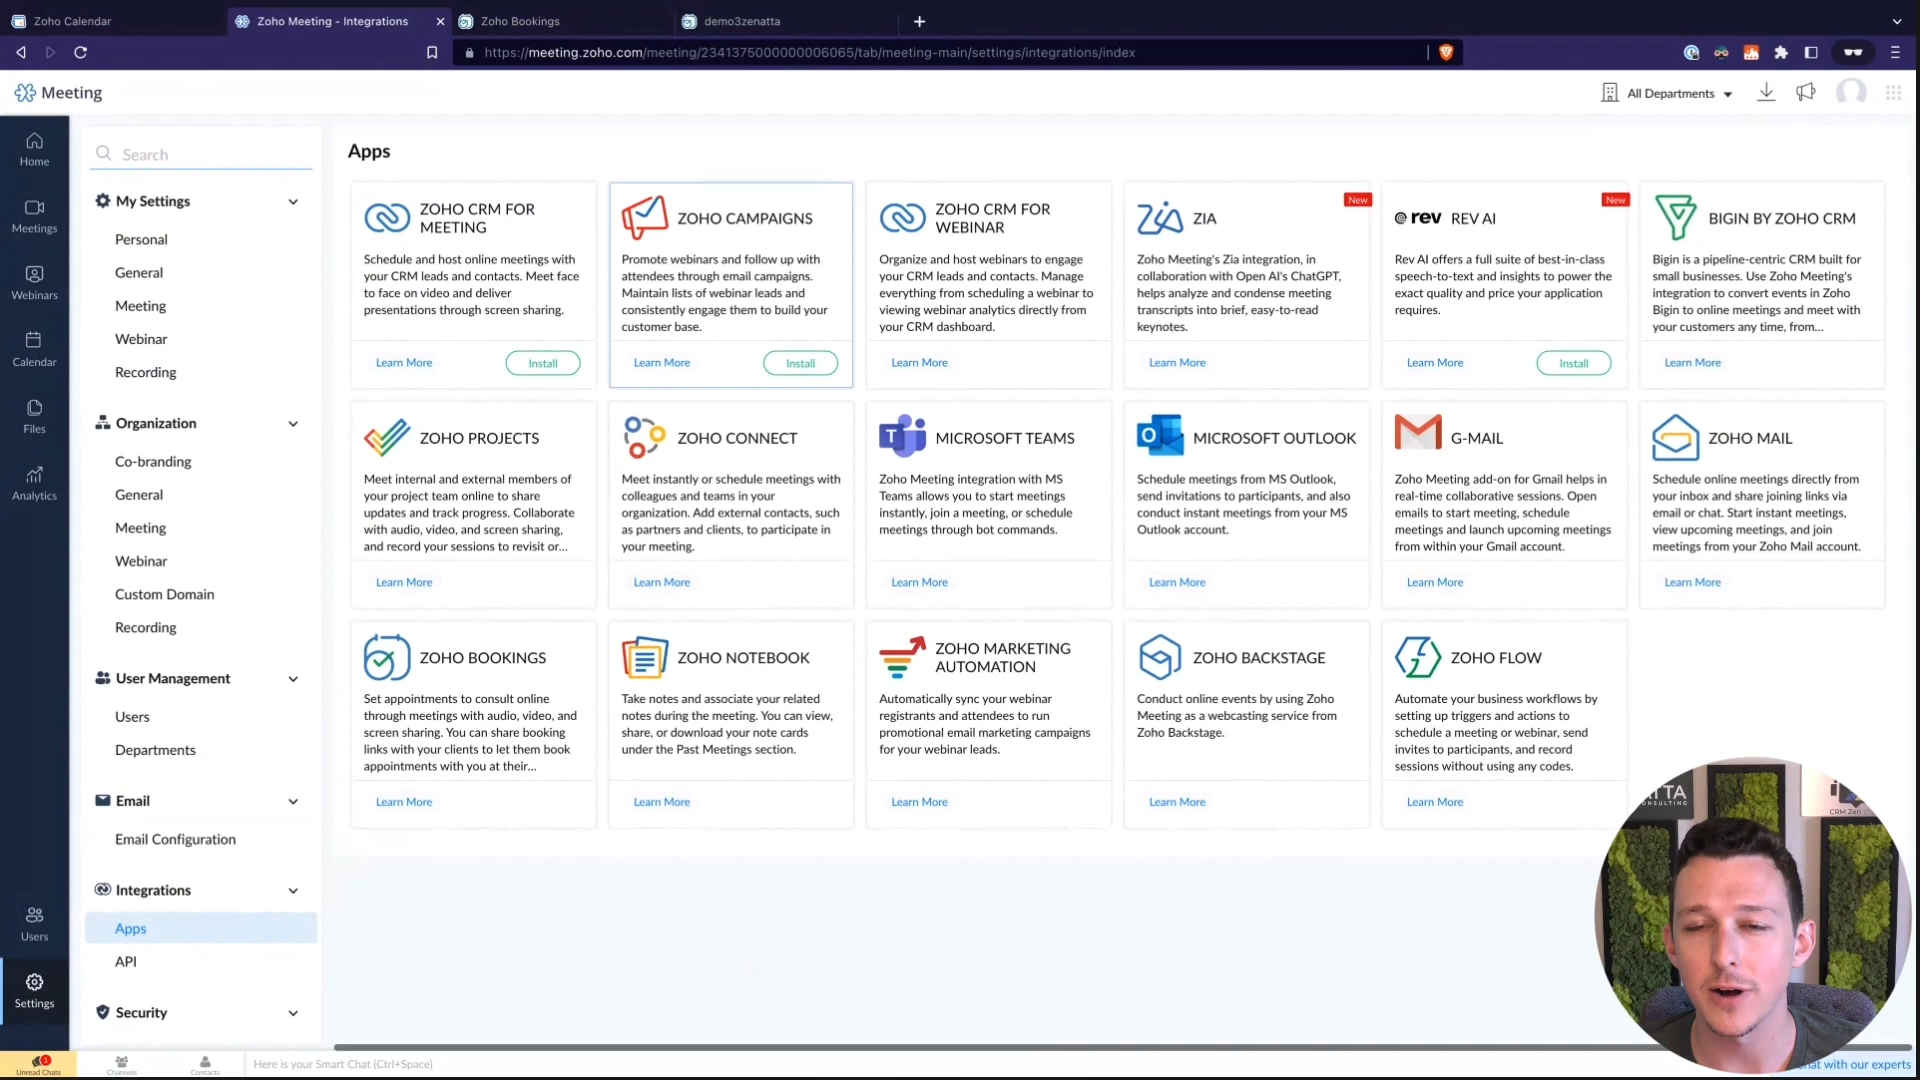 Zoho Calendar
Zoho Meeting - Integrations
Zoho Bookings
demo3zenatta
https://meeting.zoho.com/meeting/2341375000000006065/tab/meeting-main/settings/integrations/index
Meeting
All Departments
Home
Meetings
Webinars
Calendar
Files
Analytics
Users
Settings
Search
My Settings
Personal
General
Meeting
Webinar
Recording
Organization
Co-branding
General
Meeting
Webinar
Custom Domain
Recording
User Management
Users
Departments
Email
Email Configuration
Integrations
Apps
API
Security
Apps
ZOHO CRM FOR
MEETING
Schedule and host online meetings with
your CRM leads and contacts. Meet face
to face on video and deliver
presentations through screen sharing.
Learn More
Install
ZOHO CAMPAIGNS
Promote webinars and follow up with
attendees through email campaigns.
Maintain lists of webinar leads and
consistently engage them to build your
customer base.
Learn More
Install
ZOHO CRM FOR
WEBINAR
Organize and host webinars to engage
your CRM leads and contacts. Manage
everything from scheduling a webinar to
viewing webinar analytics directly from
your CRM dashboard.
Learn More
New
ZIA
Zoho Meeting's Zia integration, in
collaboration with Open AI's ChatGPT,
helps analyze and condense meeting
transcripts into brief, easy-to-read
keynotes.
Learn More
New
rev REV AI
Rev AI offers a full suite of best-in-class
speech-to-text and insights to power the
exact quality and price your application
requires.
Learn More
Install
BIGIN BY ZOHO CRM
Bigin is a pipeline-centric CRM built for
small businesses. Use Zoho Meeting's
integration to convert events in Zoho
Bigin to online meetings and meet with
your customers any time, from...
Learn More
ZOHO PROJECTS
Meet internal and external members of
your project team online to share
updates and track progress. Collaborate
with audio, video, and screen sharing,
and record your sessions to revisit or...
Learn More
ZOHO CONNECT
Meet instantly or schedule meetings with
colleagues and teams in your
organization. Add external contacts, such
as partners and clients, to participate in
your meeting.
Learn More
MICROSOFT TEAMS
Zoho Meeting integration with MS
Teams allows you to start meetings
instantly, join a meeting, or schedule
meetings through bot commands.
Learn More
MICROSOFT OUTLOOK
Schedule meetings from MS Outlook,
send invitations to participants, and also
conduct instant meetings from your MS
Outlook account.
Learn More
G-MAIL
Zoho Meeting add-on for Gmail helps in
real-time collaborative sessions. Open
emails to start meeting, schedule
meetings and launch upcoming meetings
from within your Gmail account.
Learn More
ZOHO MAIL
Schedule online meetings directly from
your inbox and share joining links via
email or chat. Start instant meetings,
view upcoming meetings, and join
meetings from your Zoho Mail account.
Learn More
ZOHO BOOKINGS
Set appointments to consult online
through meetings with audio, video, and
screen sharing. You can share booking
links with your clients to let them book
appointments with you at their...
Learn More
ZOHO NOTEBOOK
Take notes and associate your related
notes during the meeting. You can view,
share, or download your note cards
under the Past Meetings section.
Learn More
ZOHO MARKETING
AUTOMATION
Automatically sync your webinar
registrants and attendees to run
promotional email marketing campaigns
for your webinar leads.
Learn More
ZOHO BACKSTAGE
Conduct online events by using Zoho
Meeting as a webcasting service from
Zoho Backstage.
Learn More
ZOHO FLOW
Automate your business workflows by
setting up triggers and actions to
schedule a meeting or webinar, send
invites to participants, and record
sessions without using any codes.
Learn More
TTA
ONSULTING
CRM Zen
1
Unread Chats
Channels
Contacts
Here is your Smart Chat (Ctrl+Space)
hat with our experts